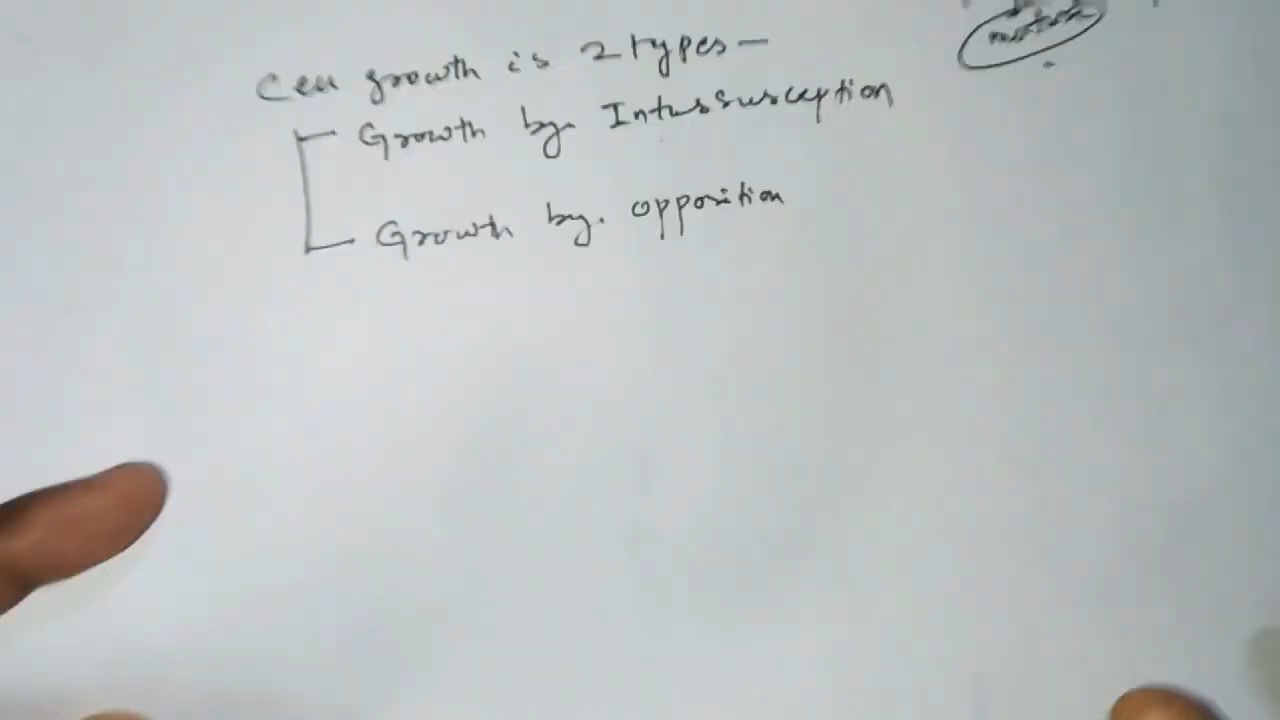 Cell growth is 2 types –
Growth by. Intussusception
Growth by. opposition